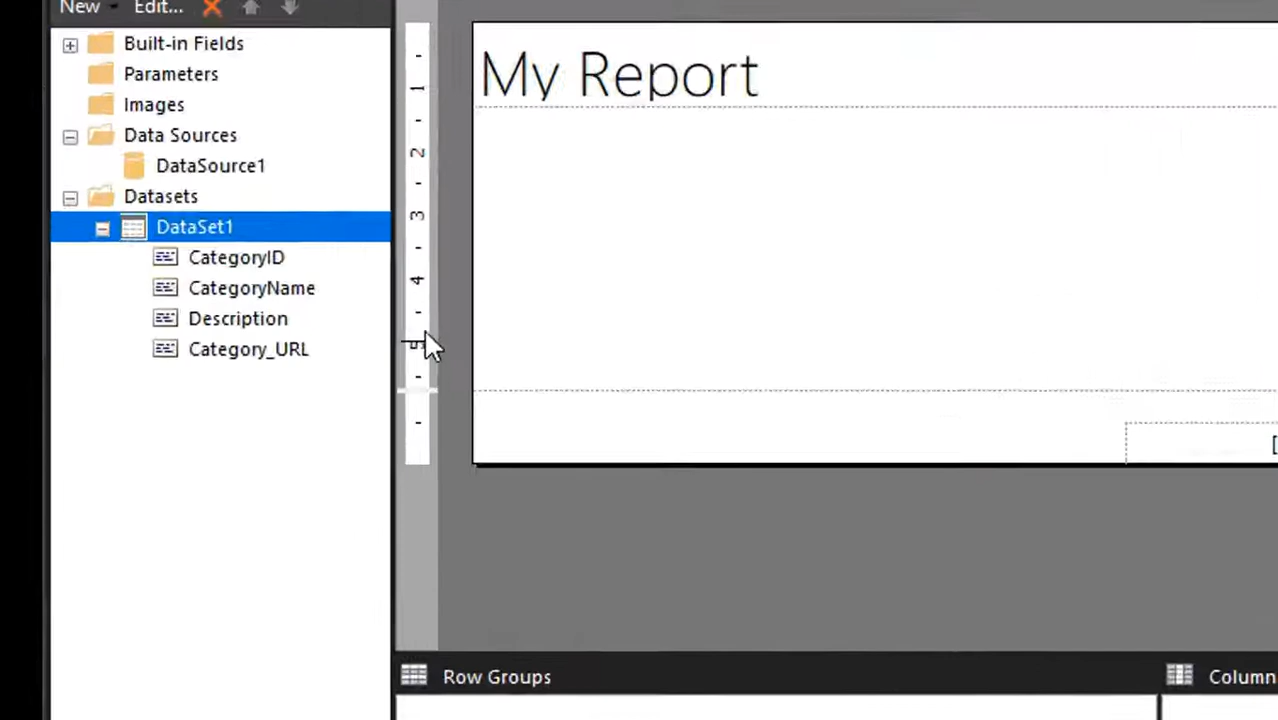 New Edit...
Built-in Fields
Parameters
Images
Data Sources
DataSource1
Datasets
DataSet1
CategoryID
CategoryName
Description
Category_URL
My Report
1
2
3
4
5
[
Row Groups
Column